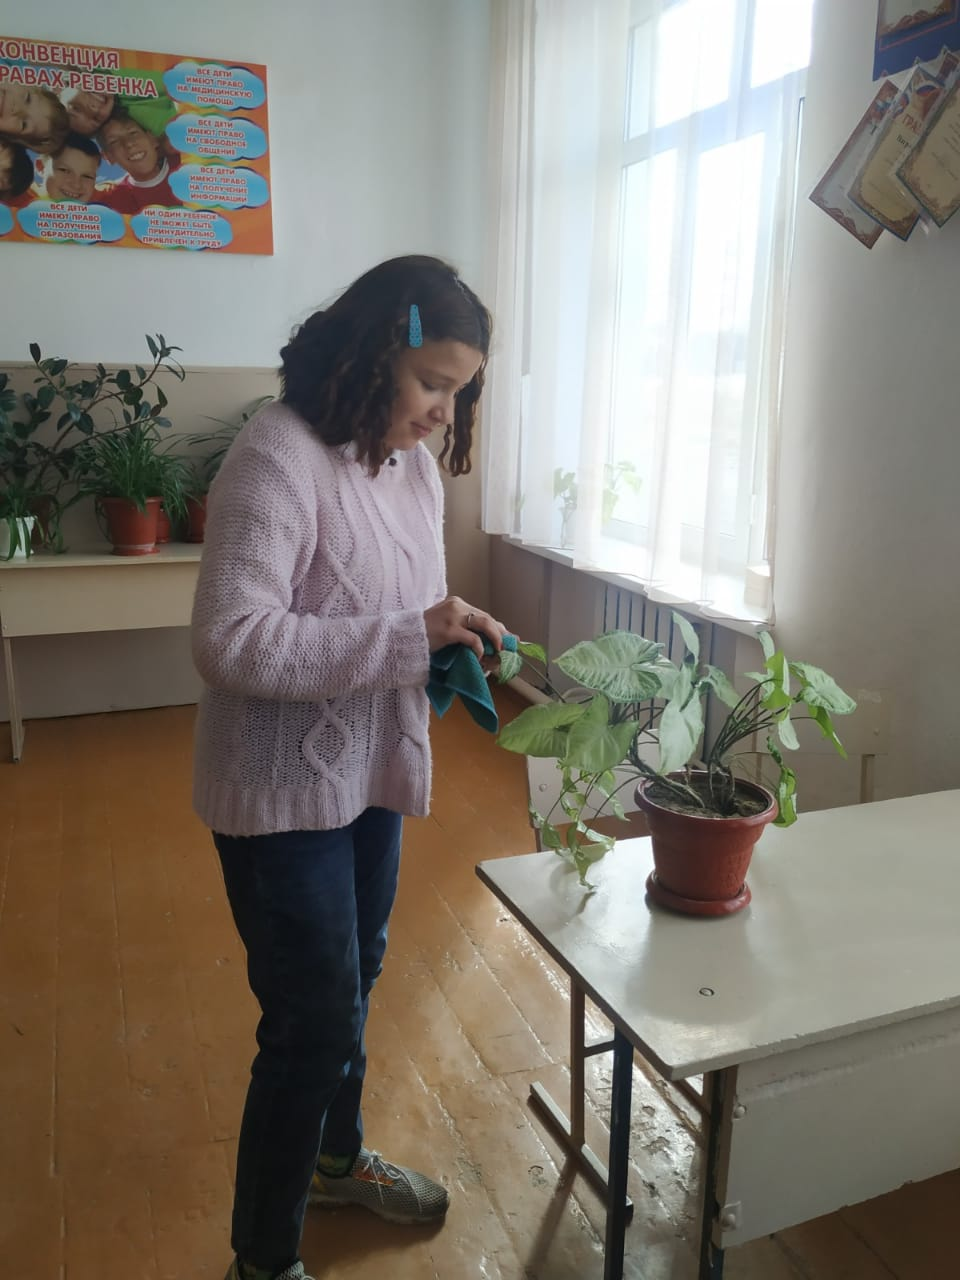 КОНВЕНЦИЯ
РАВАХ РЕБЕНКА
ВСЕ ДЕТИ
ИМЕЮТ ПРАВО
НА МЕДИЦИНСКУЮ
ПОМОЩЬ
ВСЕ ДЕТИ
ИМЕЮТ ПРАВО
НА СВОБОДНОЕ
ОБЩЕНИЕ
ВСЕ ДЕТИ
ИМЕЮТ ПРАВО
НА ПОЛУЧЕНИЕ
ИНФОРМАЦИИ
ВСЕ ДЕТИ
ИМЕЮТ ПРАВО
НА ПОЛУЧЕНИЕ
ОБРАЗОВАНИЯ
НИ ОДИН РЕБЕНОК
НЕ МОЖЕТ БЫТЬ
ПРИНУДИТЕЛЬНО
ПРИВЛЕЧЕН К ТРУДУ